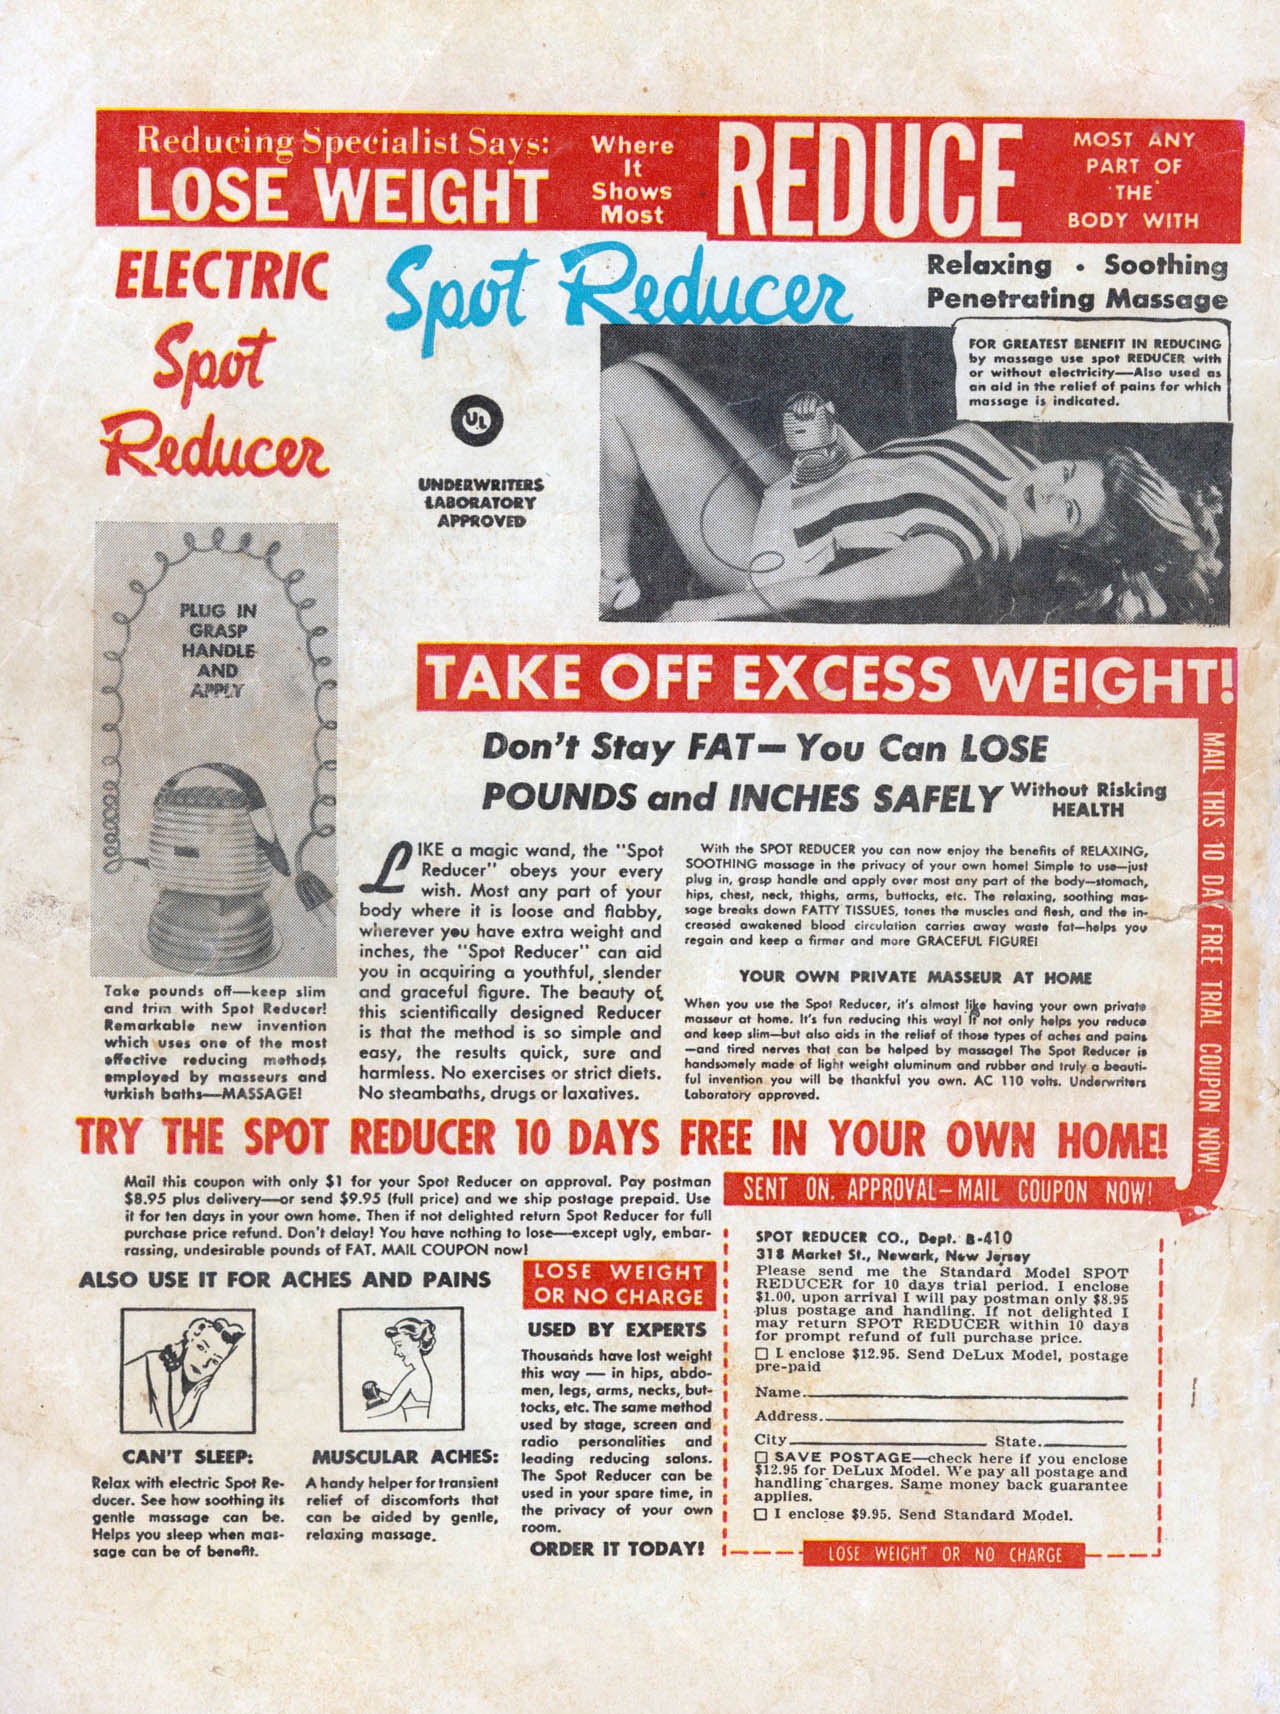 Reducing Specialist Says:
LOSE WEIGHT
Where
It
Shows
Most
REDUCE
MOST ANY
PART OF
THE
BODY WITH
ELECTRIC
Spot
Reducer
Spot Reducer
Relaxing • Soothing
Penetrating Massage
FOR GREATEST BENEFIT IN REDUCING
by massage use spot REDUCER with
or without electricity—Also used as
an aid in the relief of pains for which
massage is indicated.
UL
UNDERWRITERS
LABORATORY
APPROVED
PLUG IN
GRASP
HANDLE
AND
APPLY
Take pounds off—keep slim
and trim with Spot Reducer!
Remarkable new invention
which uses one of the most
effective reducing methods
employed by masseurs and
turkish baths—MASSAGE!
TAKE OFF EXCESS WEIGHT!
Don't Stay FAT—You Can LOSE
POUNDS and INCHES SAFELY Without Risking
HEALTH
MAIL THIS 10 DAY FREE TRIAL COUPON NOW!
LIKE a magic wand, the "Spot
Reducer" obeys your every
wish. Most any part of your
body where it is loose and flabby,
wherever you have extra weight and
inches, the "Spot Reducer" can aid
you in acquiring a youthful, slender
and graceful figure. The beauty of
this scientifically designed Reducer
is that the method is so simple and
easy, the results quick, sure and
harmless. No exercises or strict diets.
No steambaths, drugs or laxatives.
With the SPOT REDUCER you can now enjoy the benefits of RELAXING,
SOOTHING massage in the privacy of your own home! Simple to use—just
plug in, grasp handle and apply over most any part of the body—stomach,
hips, chest, neck, thighs, arms, buttocks, etc. The relaxing, soothing mas-
sage breaks down FATTY TISSUES, tones the muscles and flesh, and the in-
creased awakened blood circulation carries away waste fat—helps you
regain and keep a firmer and more GRACEFUL FIGURE!
YOUR OWN PRIVATE MASSEUR AT HOME
When you use the Spot Reducer, it's almost like having your own private
masseur at home. It's fun reducing this way! It not only helps you reduce
and keep slim—but also aids in the relief of those types of aches and pains
—and tired nerves that can be helped by massage! The Spot Reducer is
handsomely made of light weight aluminum and rubber and truly a beauti-
ful invention you will be thankful you own. AC 110 volts. Underwriters
Laboratory approved.
TRY THE SPOT REDUCER 10 DAYS FREE IN YOUR OWN HOME!
Mail this coupon with only $1 for your Spot Reducer on approval. Pay postman
$8.95 plus delivery—or send $9.95 (full price) and we ship postage prepaid. Use
it for ten days in your own home. Then if not delighted return Spot Reducer for full
purchase price refund. Don't delay! You have nothing to lose—except ugly, embar-
rassing, undesirable pounds of FAT. MAIL COUPON now!
ALSO USE IT FOR ACHES AND PAINS
CAN'T SLEEP:
Relax with electric Spot Re-
ducer. See how soothing its
gentle massage can be.
Helps you sleep when mas-
sage can be of benefit.
MUSCULAR ACHES:
A handy helper for transient
relief of discomforts that
can be aided by gentle,
relaxing massage.
LOSE WEIGHT
OR NO CHARGE
USED BY EXPERTS
Thousands have lost weight
this way — in hips, abdo-
men, legs, arms, necks, but-
tocks, etc. The same method
used by stage, screen and
radio personalities and
leading reducing salons.
The Spot Reducer can be
used in your spare time, in
the privacy of your own
room.
ORDER IT TODAY!
SENT ON APPROVAL—MAIL COUPON NOW!
SPOT REDUCER CO., Dept. B-410
318 Market St., Newark, New Jersey
Please send me the Standard Model SPOT
REDUCER for 10 days trial period. I enclose
$1.00, upon arrival I will pay postman only $8.95
plus postage and handling. If not delighted I
may return SPOT REDUCER within 10 days
for prompt refund of full purchase price.
☐ I enclose $12.95. Send DeLux Model, postage
pre-paid
Name
Address
City State
☐ SAVE POSTAGE—check here if you enclose
$12.95 for DeLux Model. We pay all postage and
handling charges. Same money back guarantee
applies.
☐ I enclose $9.95. Send Standard Model.
LOSE WEIGHT OR NO CHARGE